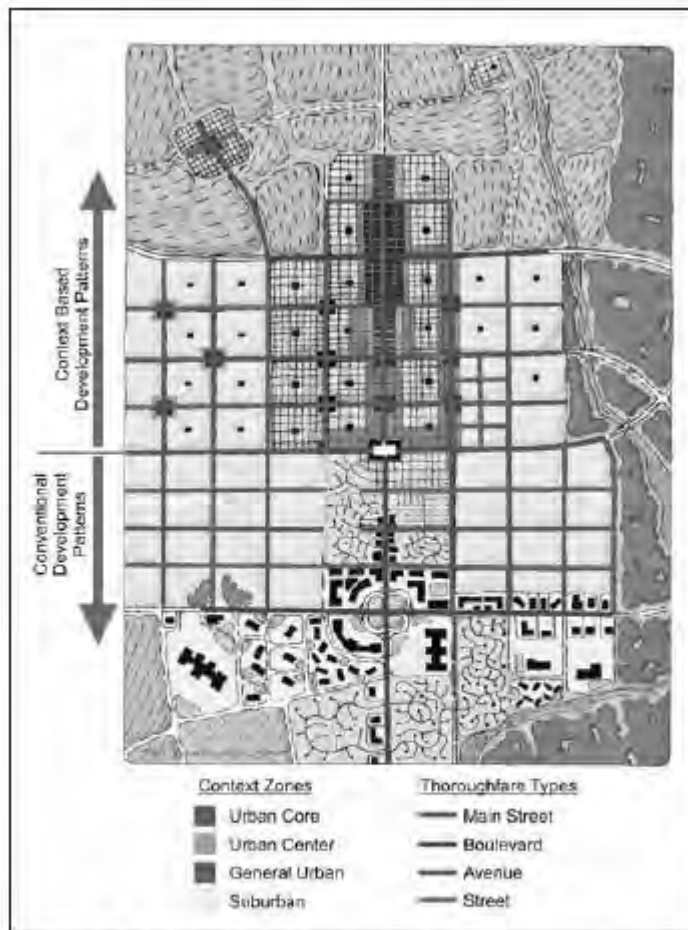 Context Based
Development Patterns
Conventional
Development
Patterns
Context Zones
Urban Core
Urban Center
General Urban
Suburban
Thoroughfare Types
Main Street
Boulevard
Avenue
Street